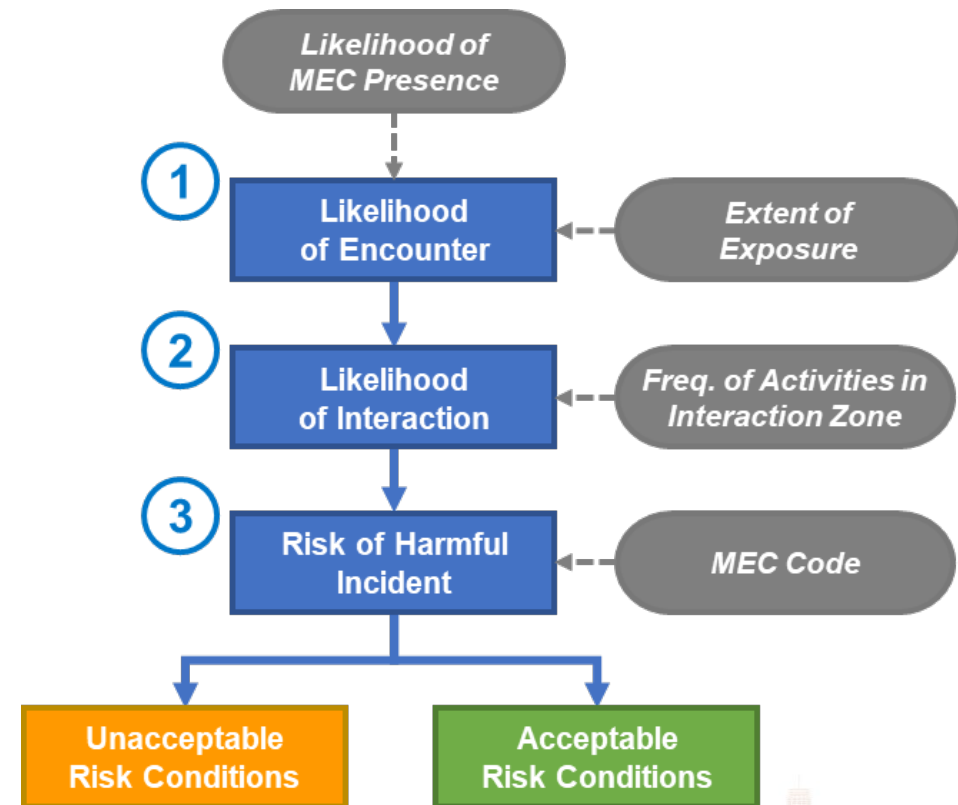 Likelihood of
MEC Presence
1
Likelihood
of Encounter
Extent of
Exposure
2
Likelihood
of Interaction
Freq. of Activities in
Interaction Zone
3
Risk of Harmful
Incident
MEC Code
Unacceptable
Risk Conditions
Acceptable
Risk Conditions